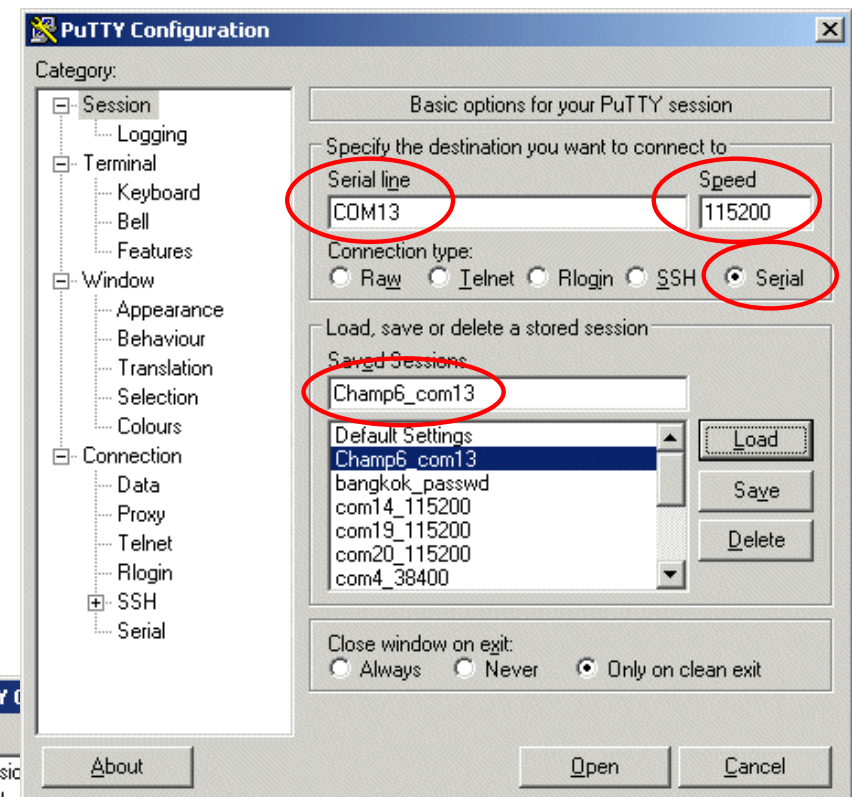 PuTTY Configuration
Category:
Session
Logging
Terminal
Keyboard
Bell
Features
Window
Appearance
Behaviour
Translation
Selection
Colours
Connection
Data
Proxy
Telnet
Rlogin
SSH
Serial
Basic options for your PuTTY session
Specify the destination you want to connect to
Serial line Speed
COM13 115200
Connection type:
Raw Telnet Rlogin SSH Serial
Load, save or delete a stored session
Saved Sessions
Champ6_com13
Default Settings
Champ6_com13
bangkok_passwd
com14_115200
com19_115200
com20_115200
com4_38400
Load
Save
Delete
Close window on exit:
Always Never Only on clean exit
About Open Cancel